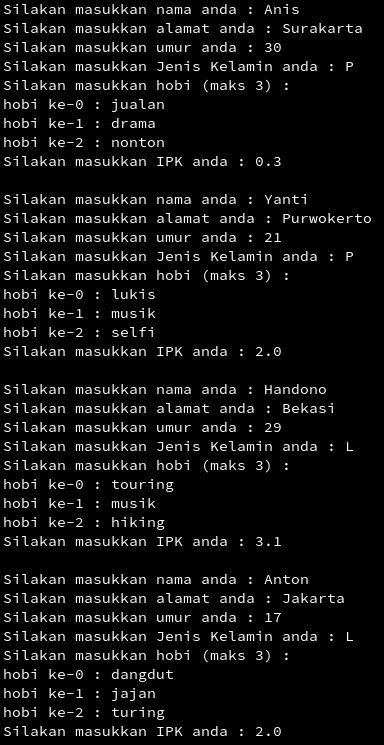 Silakan masukkan nama anda : Anis
Silakan masukkan alamat anda : Surakarta
Silakan masukkan umur anda : 30
Silakan masukkan Jenis Kelamin anda : P
Silakan masukkan hobi (maks 3) :
hobi ke-0 : jualan
hobi ke-1 : drama
hobi ke-2 : nonton
Silakan masukkan IPK anda : 0.3
Silakan masukkan nama anda : Yanti
Silakan masukkan alamat anda : Purwokerto
Silakan masukkan umur anda : 21
Silakan masukkan Jenis Kelamin anda : P
Silakan masukkan hobi (maks 3) :
hobi ke-0 : lukis
hobi ke-1 : musik
hobi ke-2 : selfi
Silakan masukkan IPK anda : 2.0
Silakan masukkan nama anda : Handono
Silakan masukkan alamat anda : Bekasi
Silakan masukkan umur anda : 29
Silakan masukkan Jenis Kelamin anda : L
Silakan masukkan hobi (maks 3) :
hobi ke-0 : touring
hobi ke-1 : musik
hobi ke-2 : hiking
Silakan masukkan IPK anda : 3.1
Silakan masukkan nama anda : Anton
Silakan masukkan alamat anda : Jakarta
Silakan masukkan umur anda : 17
Silakan masukkan Jenis Kelamin anda : L
Silakan masukkan hobi (maks 3) :
hobi ke-0 : dangdut
hobi ke-1 : jajan
hobi ke-2 : turing
Silakan masukkan IPK anda : 2.0